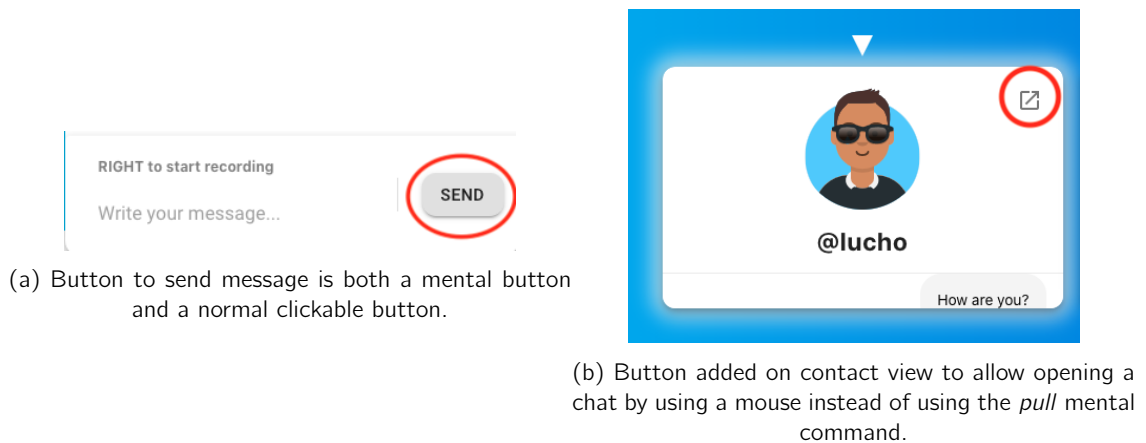 RIGHT to start recording
Write your message...
SEND
(a) Button to send message is both a mental button
and a normal clickable button.
@lucho
How are you?
(b) Button added on contact view to allow opening a
chat by using a mouse instead of using the pull mental
command.